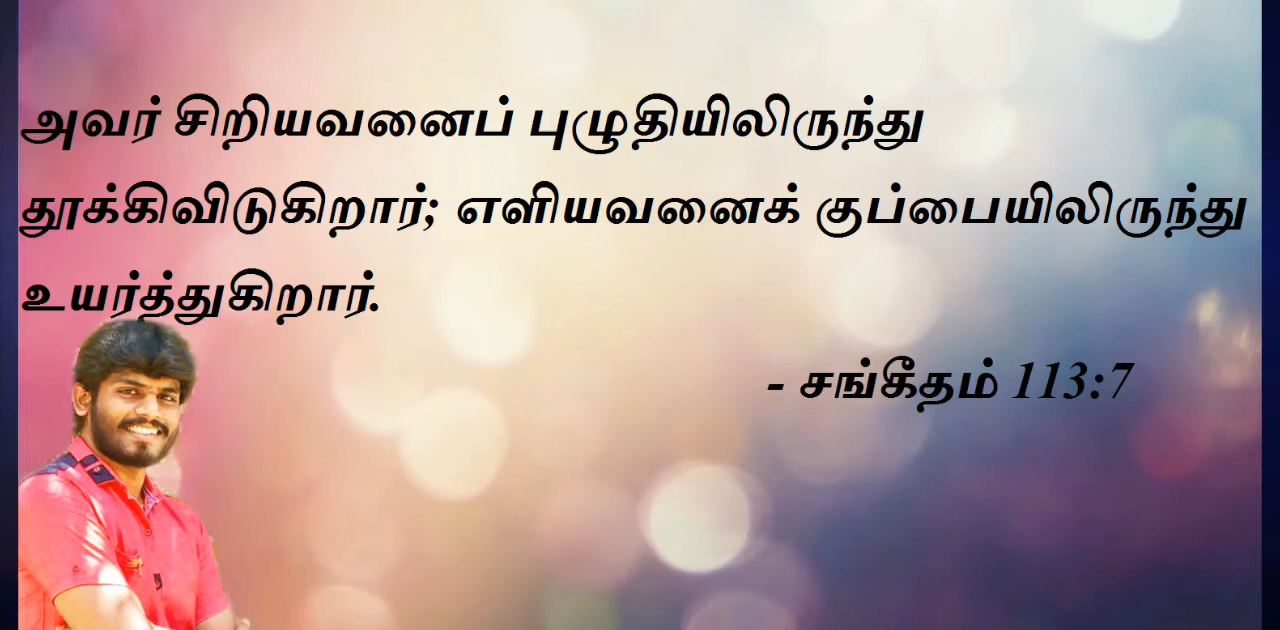 அவர் சிறியவனைப் புழுதியிலிருந்து
தூக்கிவிடுகிறார்; எளியவனைக் குப்பையிலிருந்து
உயர்த்துகிறார்.
- சங்கீதம் 113:7